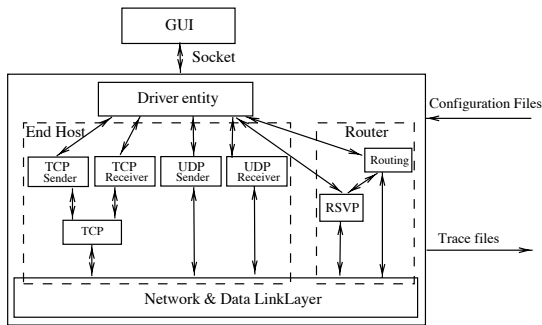 GUI
Socket
Driver entity
Configuration Files
End Host
Router
TCP
Sender
TCP
Receiver
UDP
Sender
UDP
Receiver
Routing
RSVP
TCP
Trace files
Network & Data LinkLayer